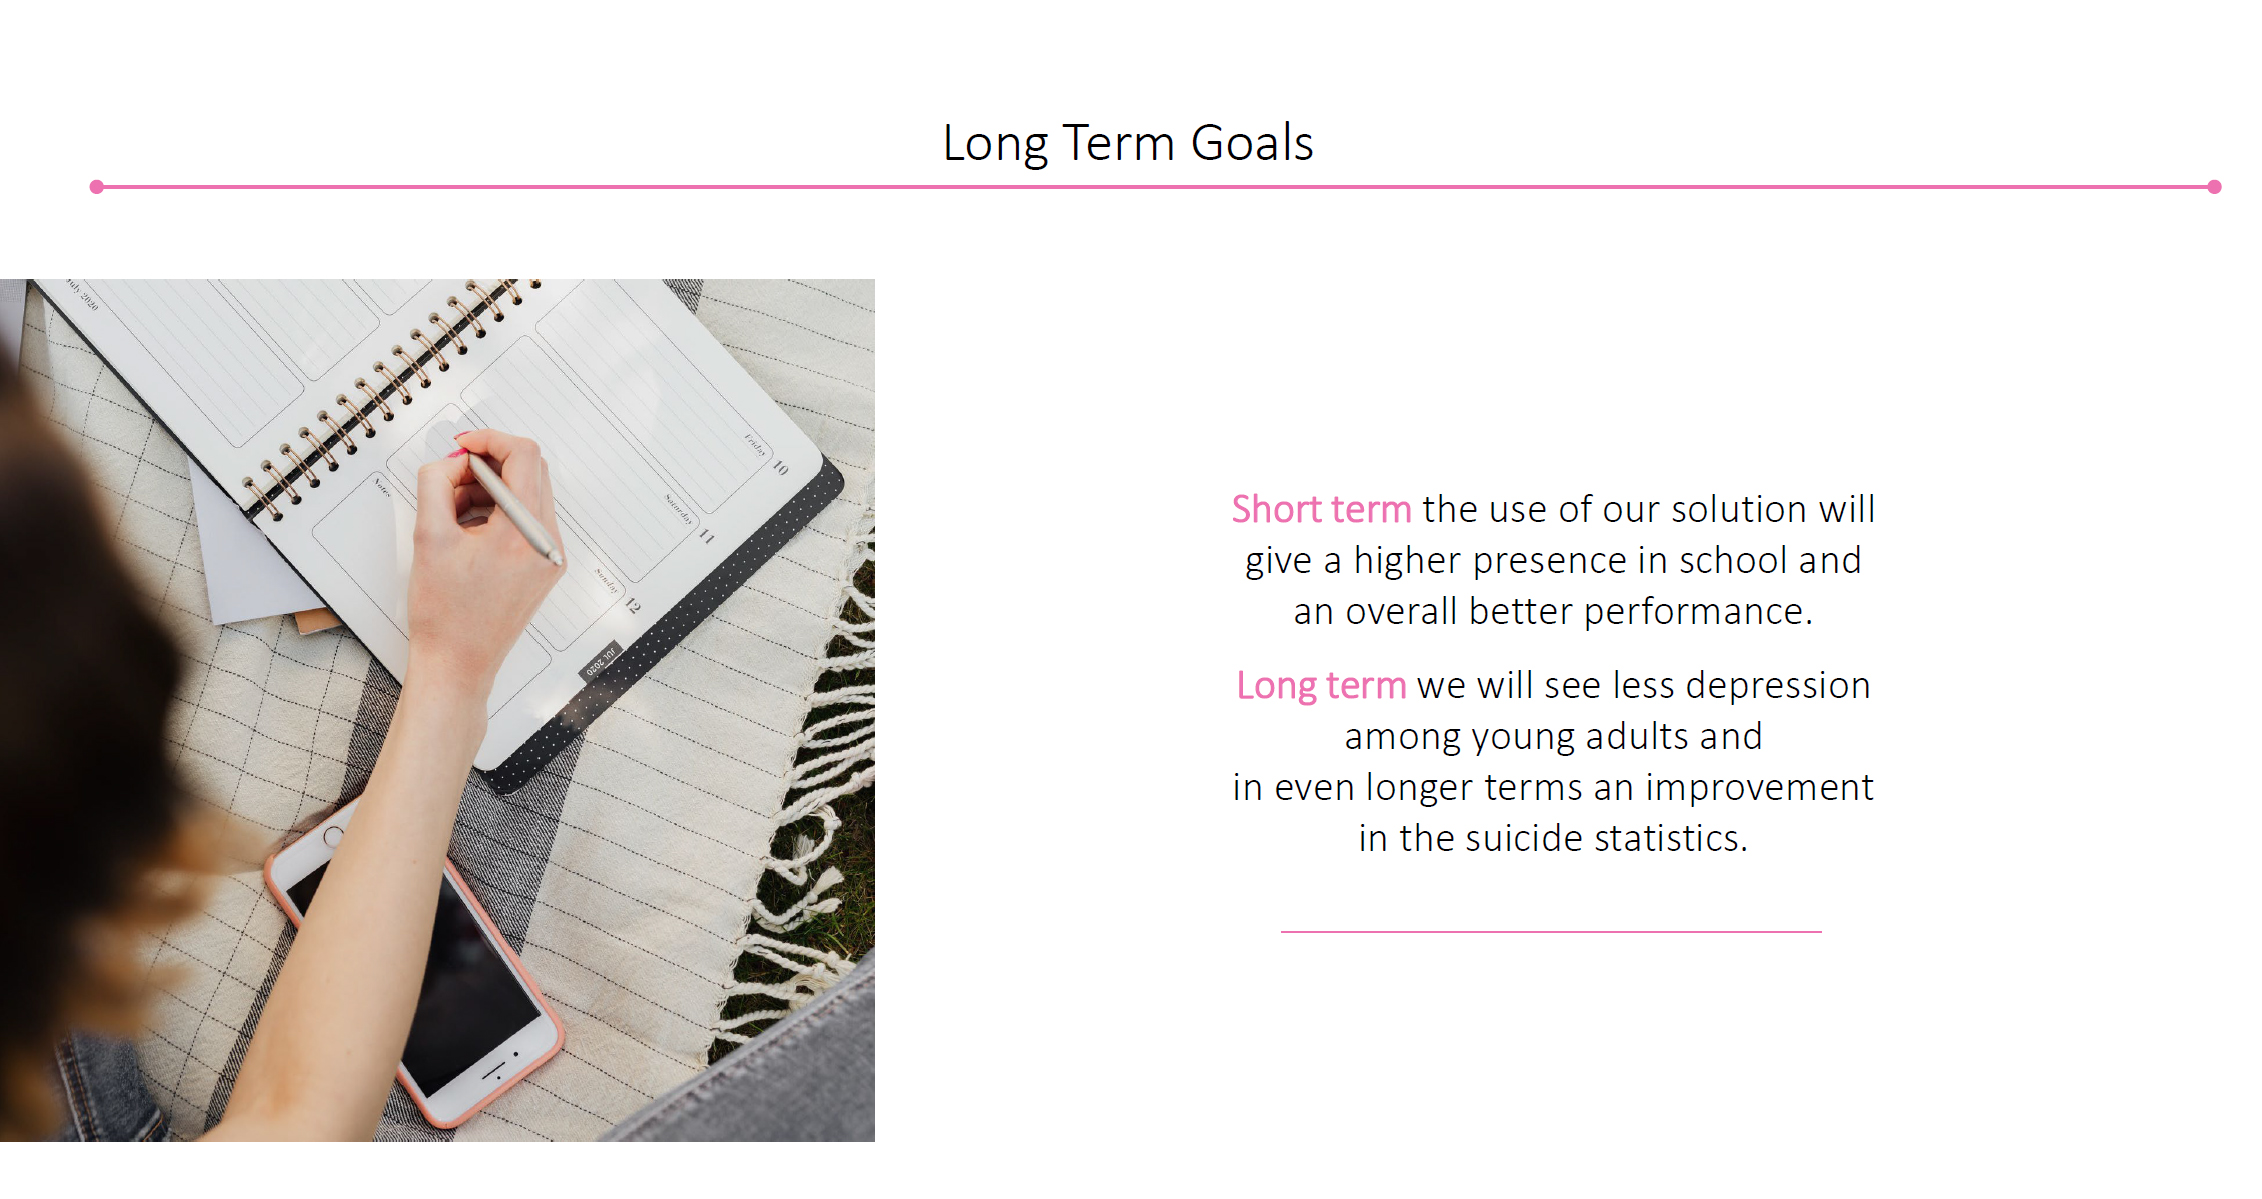 Long Term Goals
July 2020
Notes
Friday
10
Saturday
11
Sunday
12
JUL 2020
Short term the use of our solution will
give a higher presence in school and
an overall better performance.
Long term we will see less depression
among young adults and
in even longer terms an improvement
in the suicide statistics.